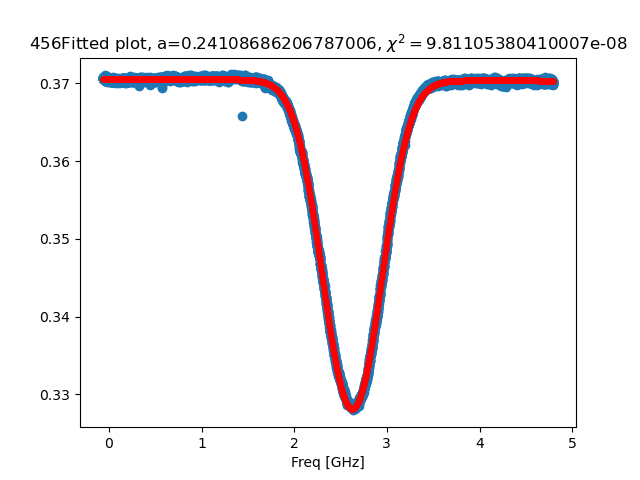 456Fitted plot, a=0.24108686206787006, χ² = 9.81105380410007e-08
0.37
0.36
0.35
0.34
0.33
0 1 2 3 4 5
Freq [GHz]